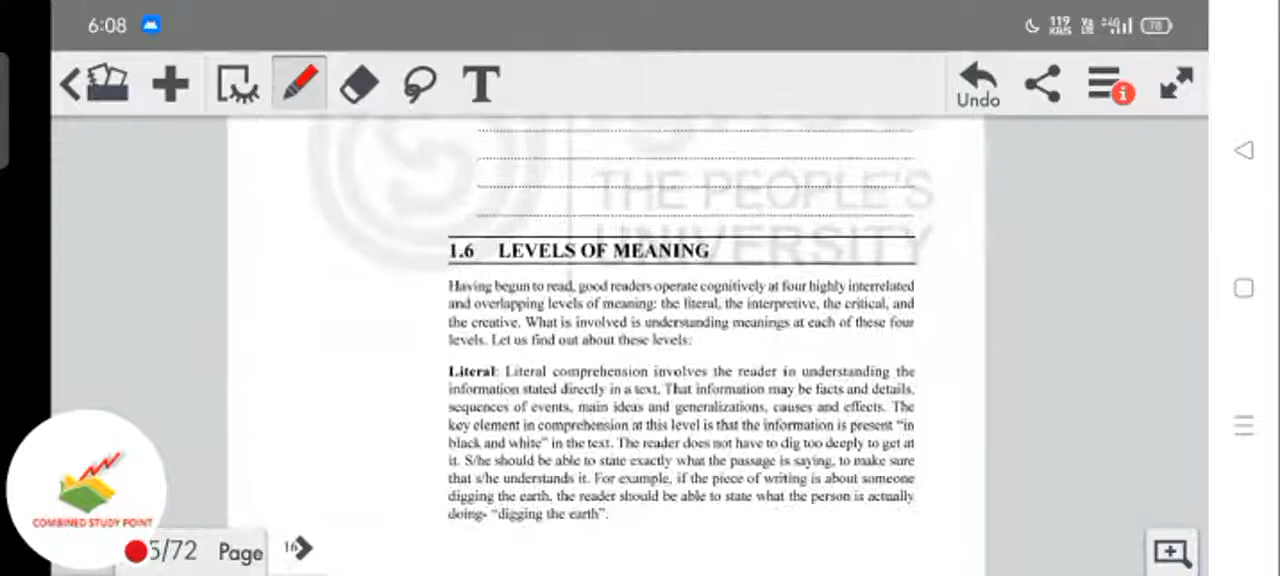 6:08
119
KB/S
4G
78
T
Undo
i
THE PEOPLE'S
UNIVERSITY
1.6 LEVELS OF MEANING
Having begun to read, good readers operate cognitively at four highly interrelated
and overlapping levels of meaning: the literal, the interpretive, the critical, and
the creative. What is involved is understanding meanings at each of these four
levels. Let us find out about these levels:
Literal: Literal comprehension involves the reader in understanding the
information stated directly in a text. That information may be facts and details,
sequences of events, main ideas and generalizations, causes and effects. The
key element in comprehension at this level is that the information is present "in
black and white" in the text. The reader does not have to dig too deeply to get at
it. S/he should be able to state exactly what the passage is saying, to make sure
that s/he understands it. For example, if the piece of writing is about someone
digging the earth, the reader should be able to state what the person is actually
doing- "digging the earth".
COMBINED STUDY POINT
5/72 Page 16